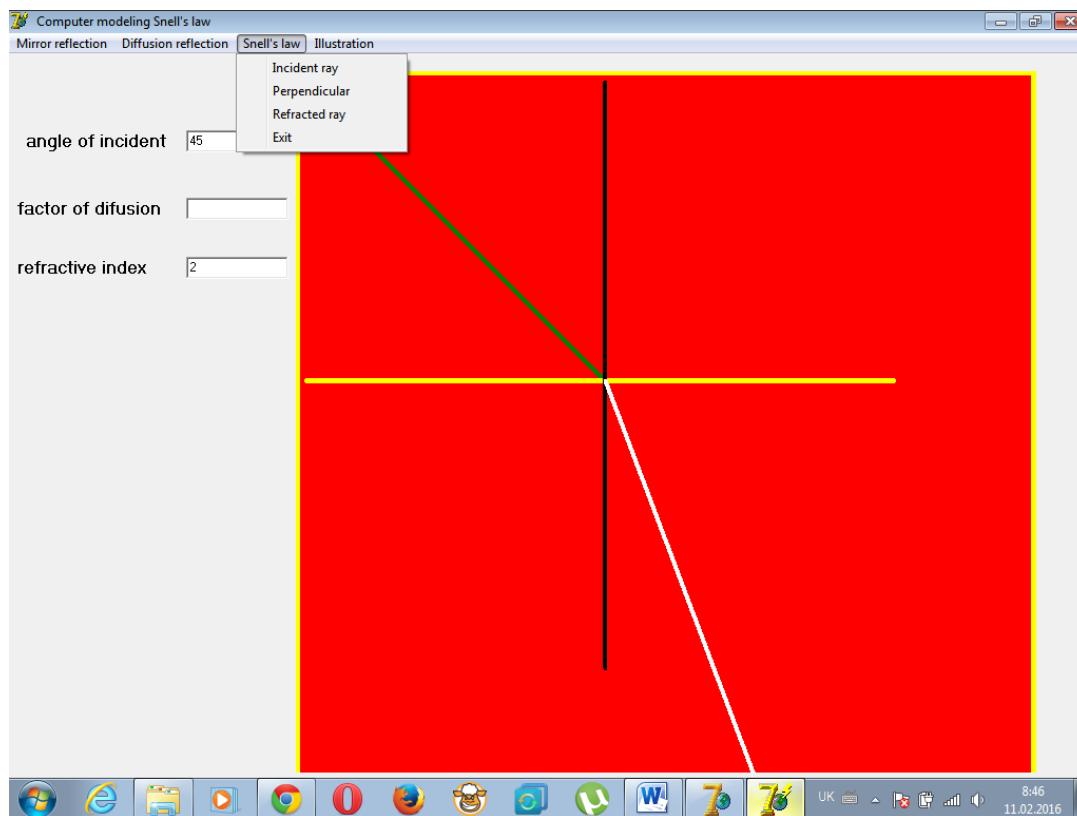 Computer modeling Snell's law
Mirror reflection Diffusion reflection Snell's law Illustration
Incident ray
Perpendicular
Refracted ray
Exit
angle of incident 45
factor of difusion
refractive index 2
UK 8:46
11.02.2016